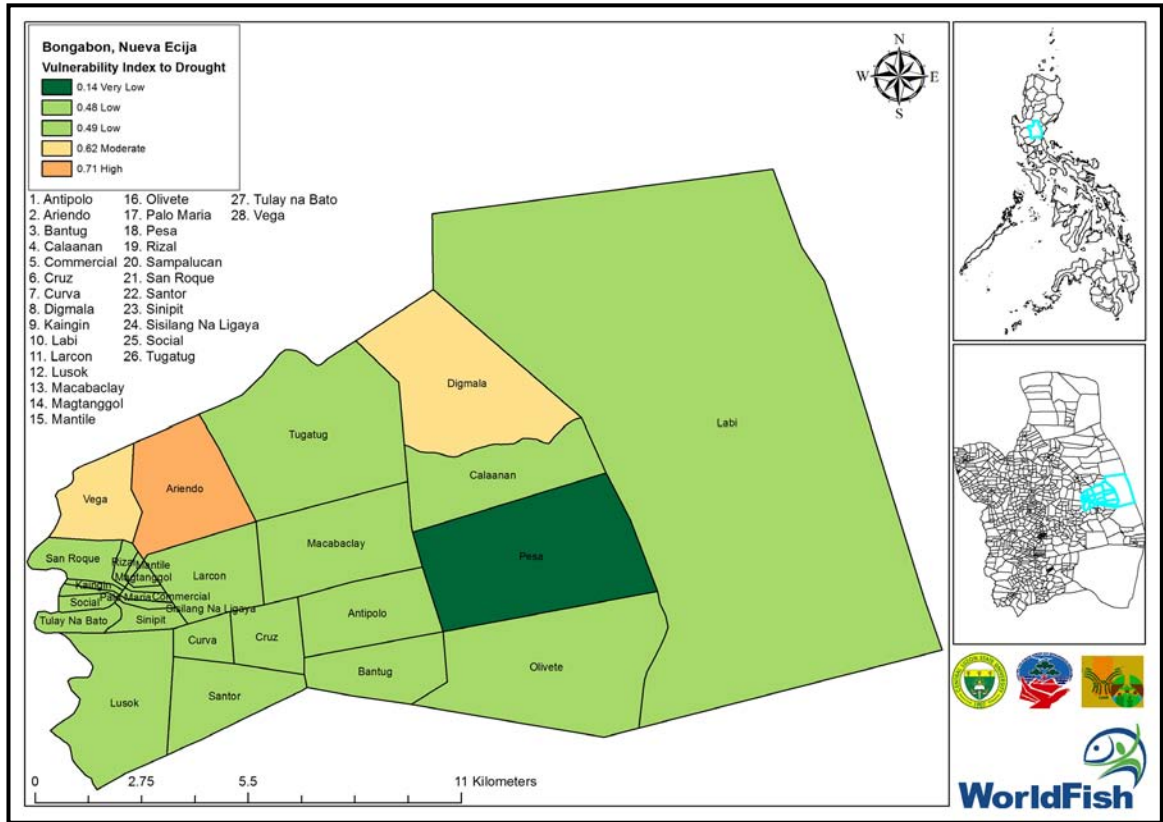 Bongabon, Nueva Ecija
Vulnerability Index to Drought
0.14 Very Low
0.48 Low
0.49 Low
0.62 Moderate
0.71 High
N
W
E
S
1. Antipolo
2. Ariendo
3. Bantug
4. Calaanan
5. Commercial
6. Cruz
7. Curva
8. Digmala
9. Kaingin
10. Labi
11. Larcon
12. Lusok
13. Macabaclay
14. Magtanggol
15. Mantile
16. Olivete
17. Palo Maria
18. Pesa
19. Rizal
20. Sampalucan
21. San Roque
22. Santor
23. Sinipit
24. Sisilang Na Ligaya
25. Social
26. Tugatug
27. Tulay na Bato
28. Vega
Digmala
Labi
Tugatug
Calaanan
Ariendo
Vega
Macabaclay
Pesa
San Roque
Rizal
Mantile
Magtanggol
Larcon
Kaingin
Palo Maria
Commercial
Social
Sisilang Na Ligaya
Tulay Na Bato
Sinipit
Antipolo
Curva
Cruz
Bantug
Olivete
Santor
Lusok
0
2.75
5.5
11 Kilometers
WorldFish